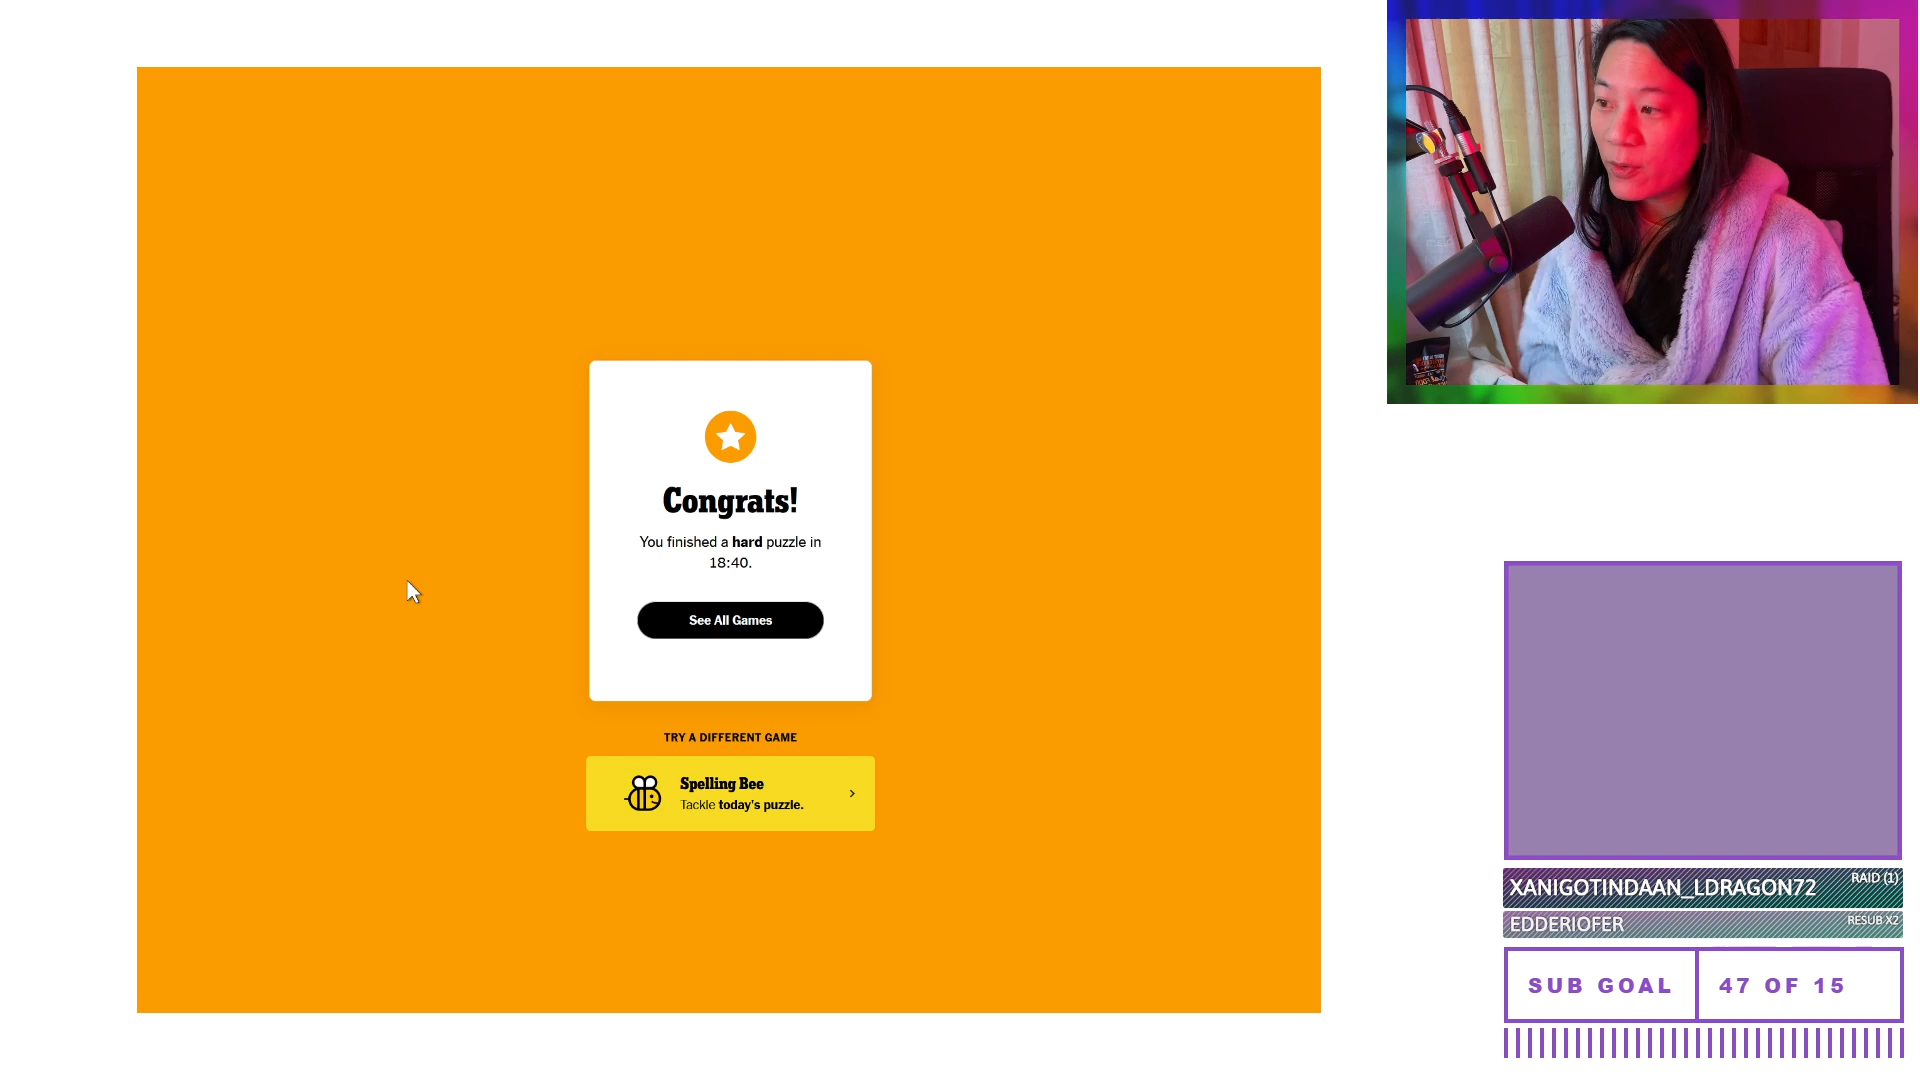 Congrats!
You finished a hard puzzle in
18:40.
See All Games
TRY A DIFFERENT GAME
Spelling Bee
Tackle today's puzzle.
XANIGOTINDAAN_LDRAGON72
RAID (1)
EDDERIOFER
RESUB X2
SUB GOAL
47 OF 15